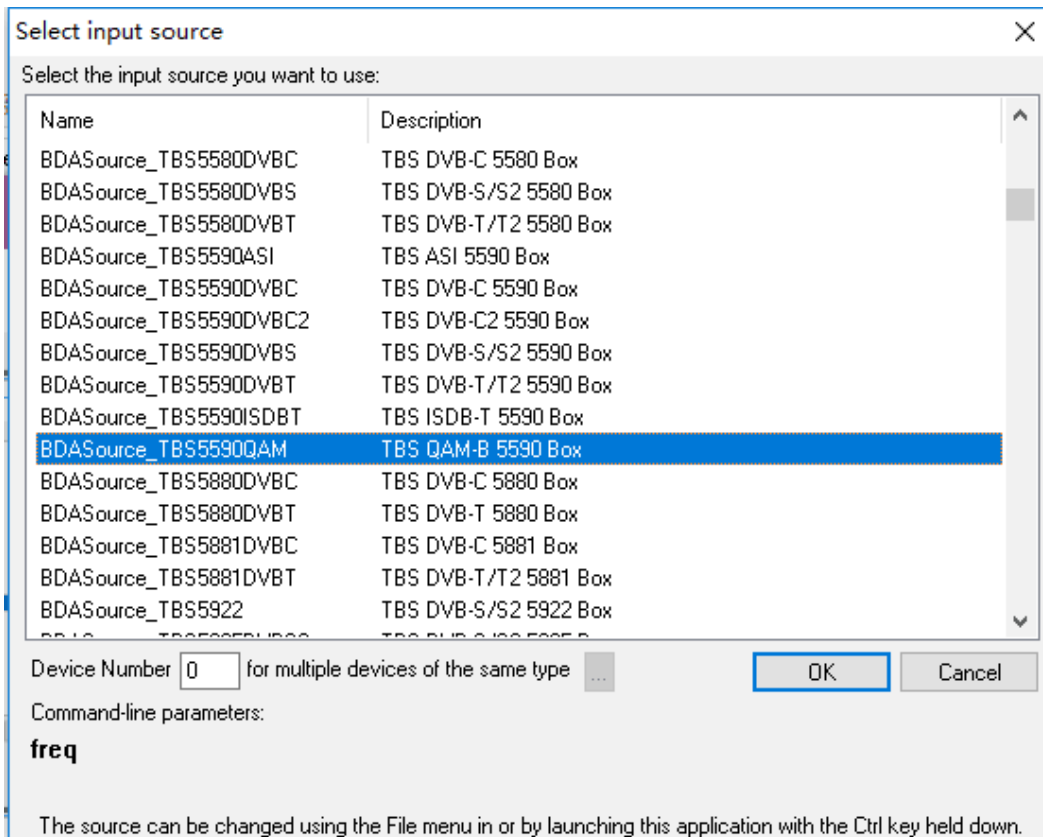 Select input source
Select the input source you want to use:
Name Description
BDASource_TBS5580DVBC TBS DVB-C 5580 Box
BDASource_TBS5580DVBS TBS DVB-S/S2 5580 Box
BDASource_TBS5580DVBT TBS DVB-T/T2 5580 Box
BDASource_TBS5590ASI TBS ASI 5590 Box
BDASource_TBS5590DVBC TBS DVB-C 5590 Box
BDASource_TBS5590DVBC2 TBS DVB-C2 5590 Box
BDASource_TBS5590DVBS TBS DVB-S/S2 5590 Box
BDASource_TBS5590DVBT TBS DVB-T/T2 5590 Box
BDASource_TBS5590ISDBT TBS ISDB-T 5590 Box
BDASource_TBS5590QAM TBS QAM-B 5590 Box
BDASource_TBS5880DVBC TBS DVB-C 5880 Box
BDASource_TBS5880DVBT TBS DVB-T 5880 Box
BDASource_TBS5881DVBC TBS DVB-C 5881 Box
BDASource_TBS5881DVBT TBS DVB-T/T2 5881 Box
BDASource_TBS5922 TBS DVB-S/S2 5922 Box
Device Number 0 for multiple devices of the same type ... OK Cancel
Command-line parameters:
freq
The source can be changed using the File menu in or by launching this application with the Ctrl key held down.